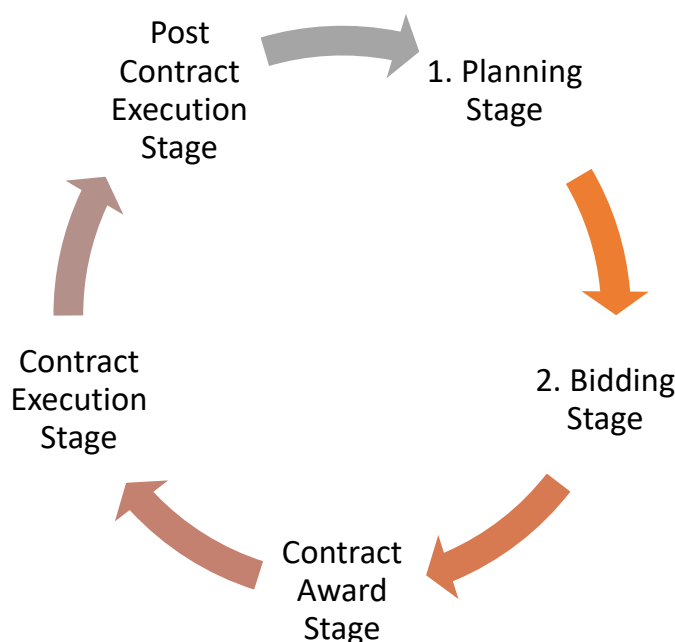 Post
Contract
Execution
Stage
1. Planning
Stage
2. Bidding
Stage
Contract
Award
Stage
Contract
Execution
Stage